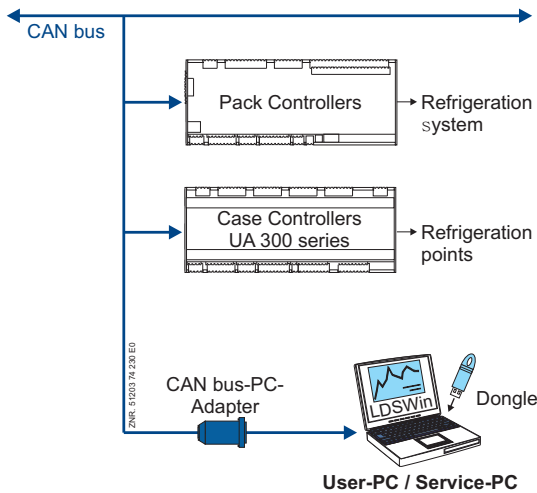 CAN bus
Pack Controllers
Refrigeration
system
Case Controllers
UA 300 series
Refrigeration
points
ZNR. 51203 74 230 E0
CAN bus-PC-
Adapter
LDSWin
Dongle
User-PC / Service-PC